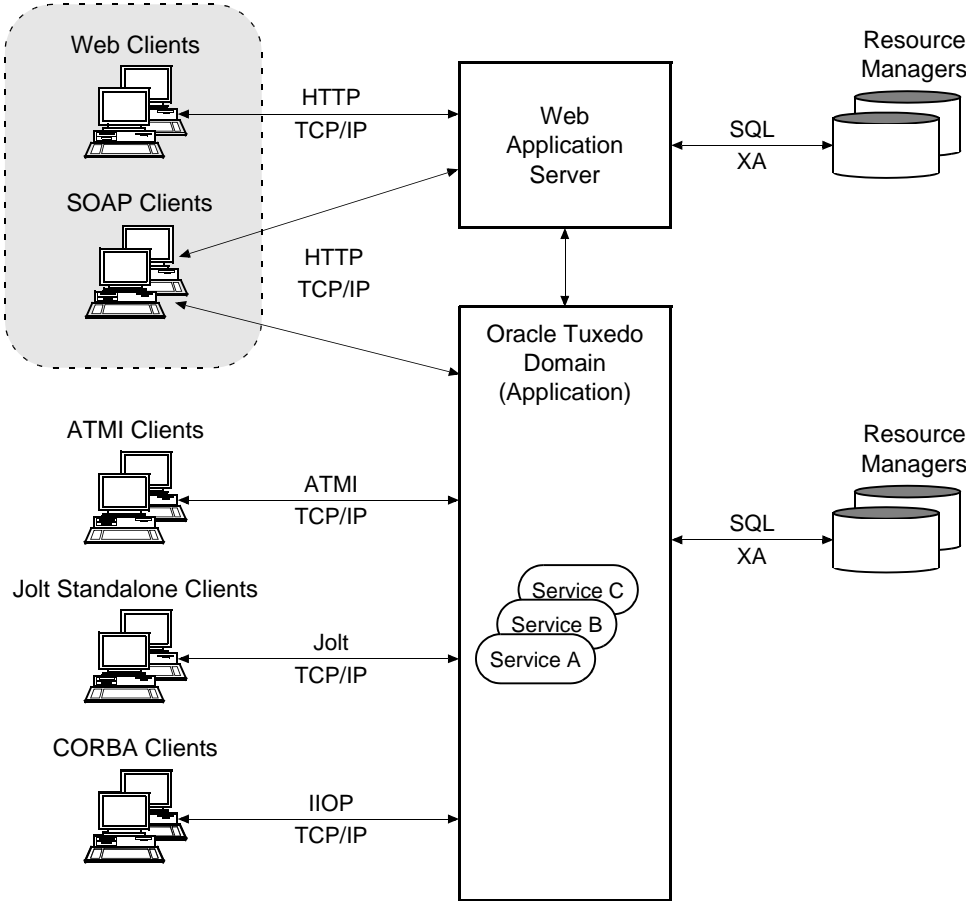 Web Clients
HTTP
TCP/IP
Web
Application
Server
SQL
XA
Resource
Managers
SOAP Clients
HTTP
TCP/IP
Oracle Tuxedo
Domain
(Application)
ATMI Clients
ATMI
TCP/IP
Resource
Managers
SQL
XA
Service C
Service B
Service A
Jolt Standalone Clients
Jolt
TCP/IP
CORBA Clients
IIOP
TCP/IP